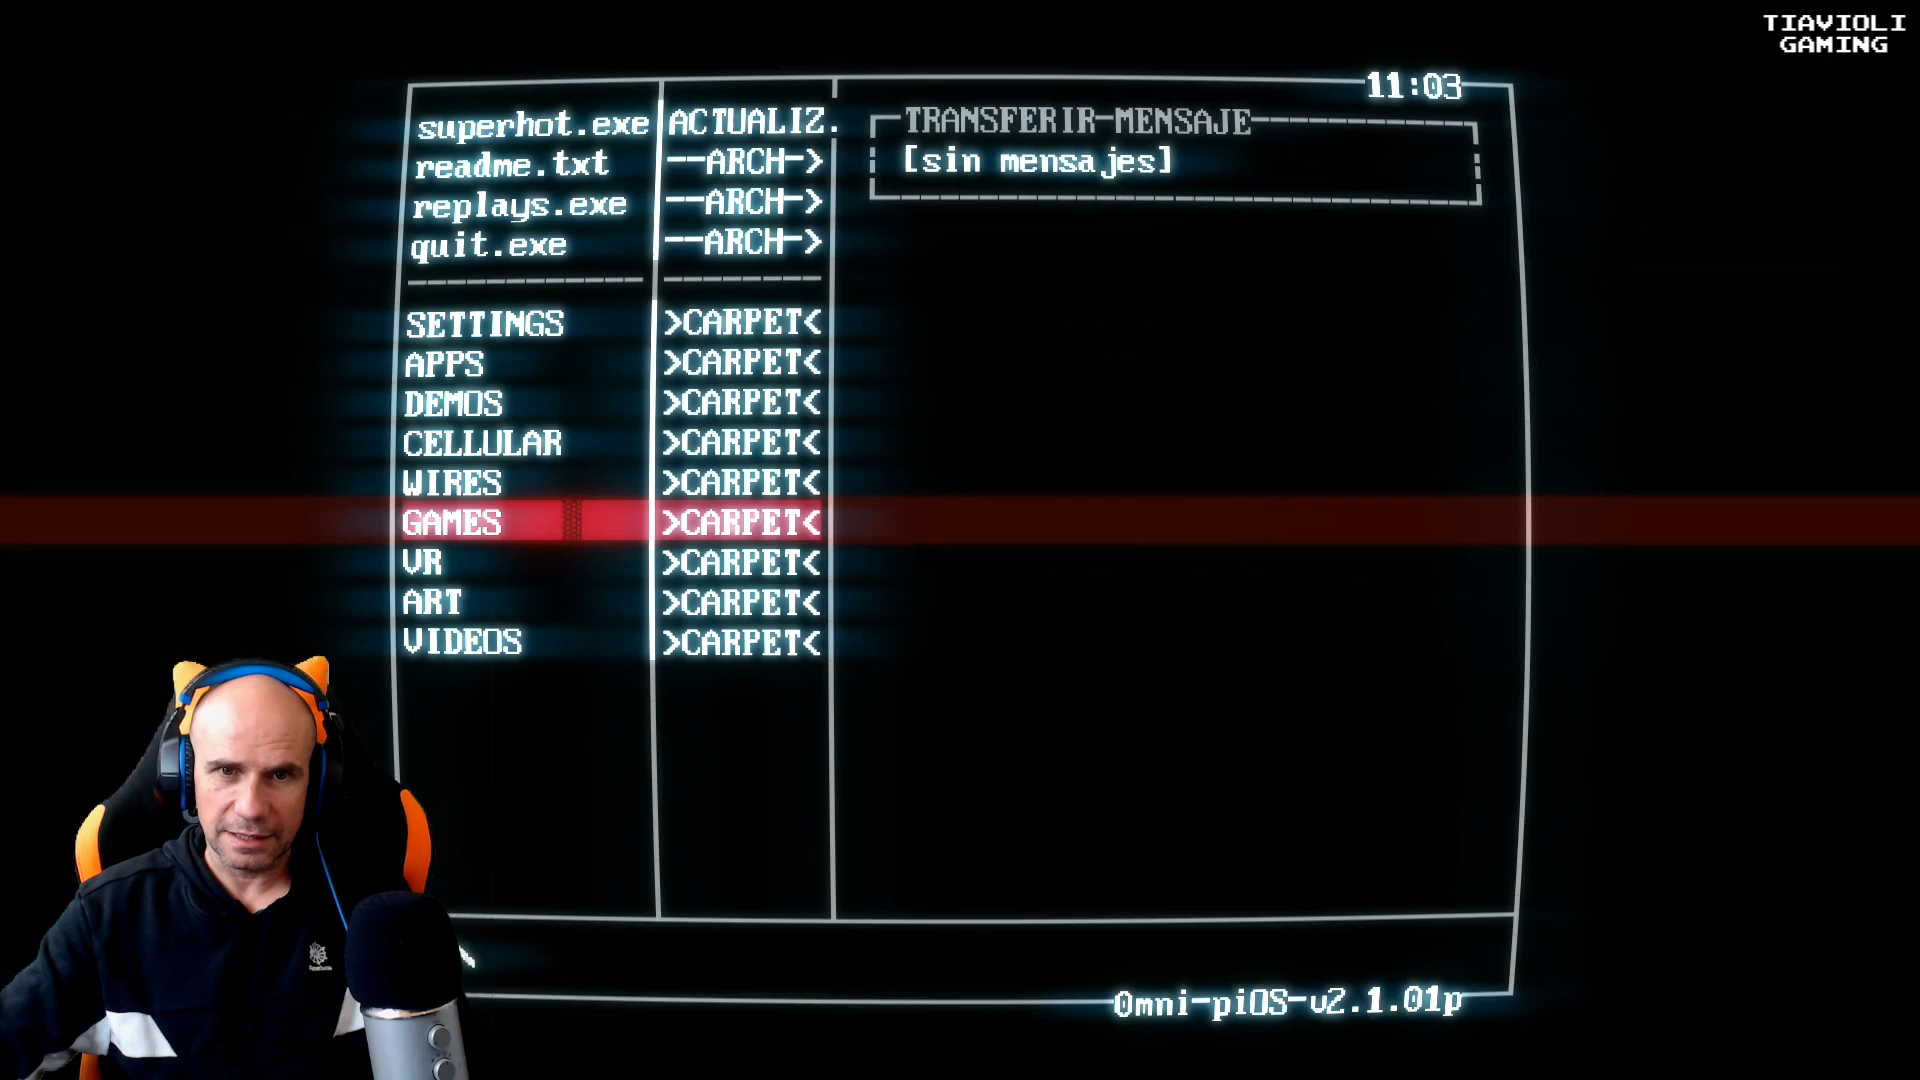 TIAVIOLI
GAMING
11:03
superhot.exe ACTUALIZ.
readme.txt --ARCH->
replays.exe --ARCH->
quit.exe --ARCH->
SETTINGS >CARPET<
APPS >CARPET<
DEMOS >CARPET<
CELLULAR >CARPET<
WIRES >CARPET<
GAMES >CARPET<
VR >CARPET<
ART >CARPET<
VIDEOS >CARPET<
TRANSFERIR-MENSAJE
[sin mensajes]
0mni-piOS-v2.1.01p